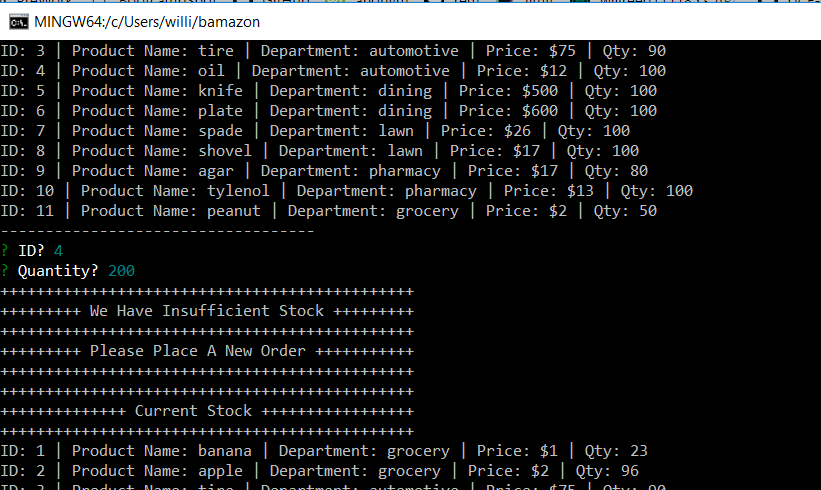 MINGW64:/c/Users/willi/bamazon
ID: 3 | Product Name: tire | Department: automotive | Price: $75 | Qty: 90
ID: 4 | Product Name: oil | Department: automotive | Price: $12 | Qty: 100
ID: 5 | Product Name: knife | Department: dining | Price: $500 | Qty: 100
ID: 6 | Product Name: plate | Department: dining | Price: $600 | Qty: 100
ID: 7 | Product Name: spade | Department: lawn | Price: $26 | Qty: 100
ID: 8 | Product Name: shovel | Department: lawn | Price: $17 | Qty: 100
ID: 9 | Product Name: agar | Department: pharmacy | Price: $17 | Qty: 80
ID: 10 | Product Name: tylenol | Department: pharmacy | Price: $13 | Qty: 100
ID: 11 | Product Name: peanut | Department: grocery | Price: $2 | Qty: 50
-----------------------------------
? ID? 4
? Quantity? 200
++++++++++++++++++++++++++++++++++++++++++++++
+++++++++ We Have Insufficient Stock +++++++++
++++++++++++++++++++++++++++++++++++++++++++++
+++++++++ Please Place A New Order +++++++++++
++++++++++++++++++++++++++++++++++++++++++++++
++++++++++++++++++++++++++++++++++++++++++++++
++++++++++++++ Current Stock +++++++++++++++++
++++++++++++++++++++++++++++++++++++++++++++++
ID: 1 | Product Name: banana | Department: grocery | Price: $1 | Qty: 23
ID: 2 | Product Name: apple | Department: grocery | Price: $2 | Qty: 96
ID: 3 | Product Name: tire | Department: automotive | Price: $75 | Qty: 90